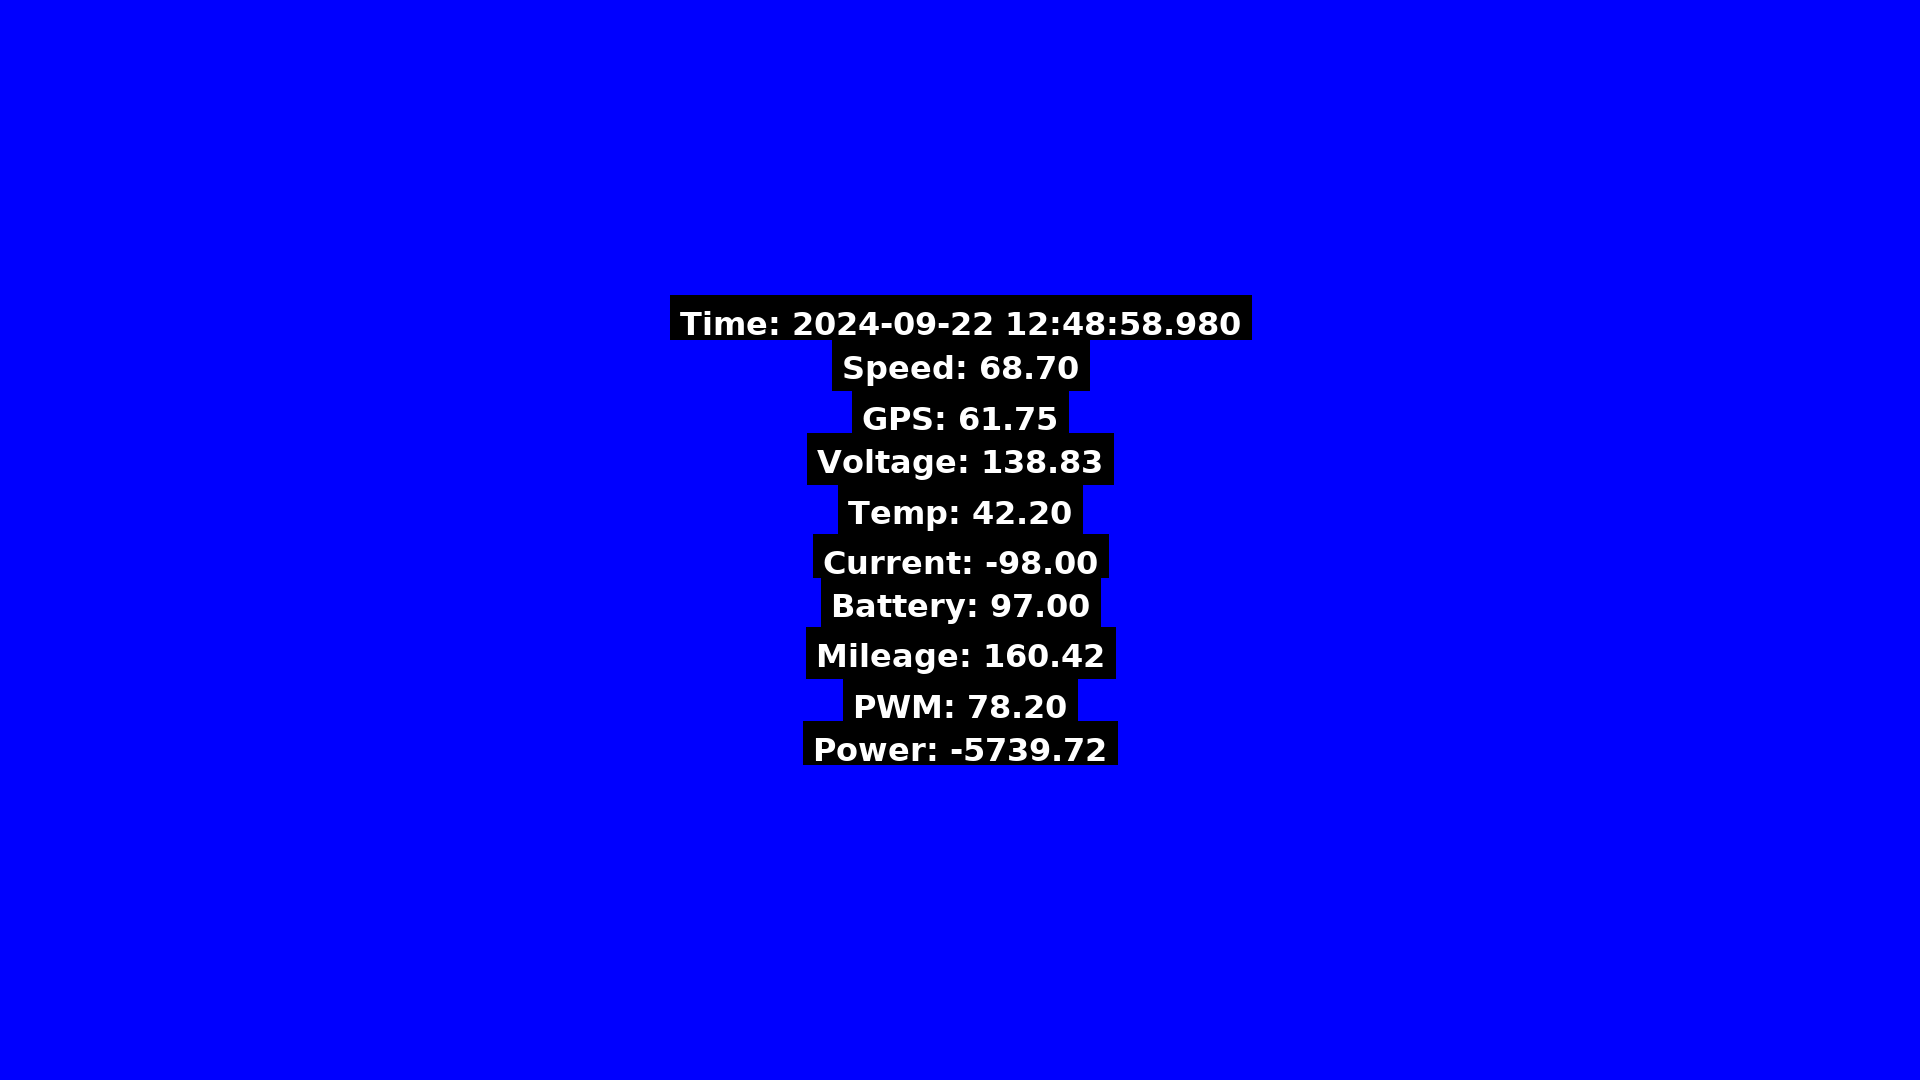 Time: 2024-09-22 12:48:58.980
Speed: 68.70
GPS: 61.75
Voltage: 138.83
Temp: 42.20
Current: -98.00
Battery: 97.00
Mileage: 160.42
PWM: 78.20
Power: -5739.72